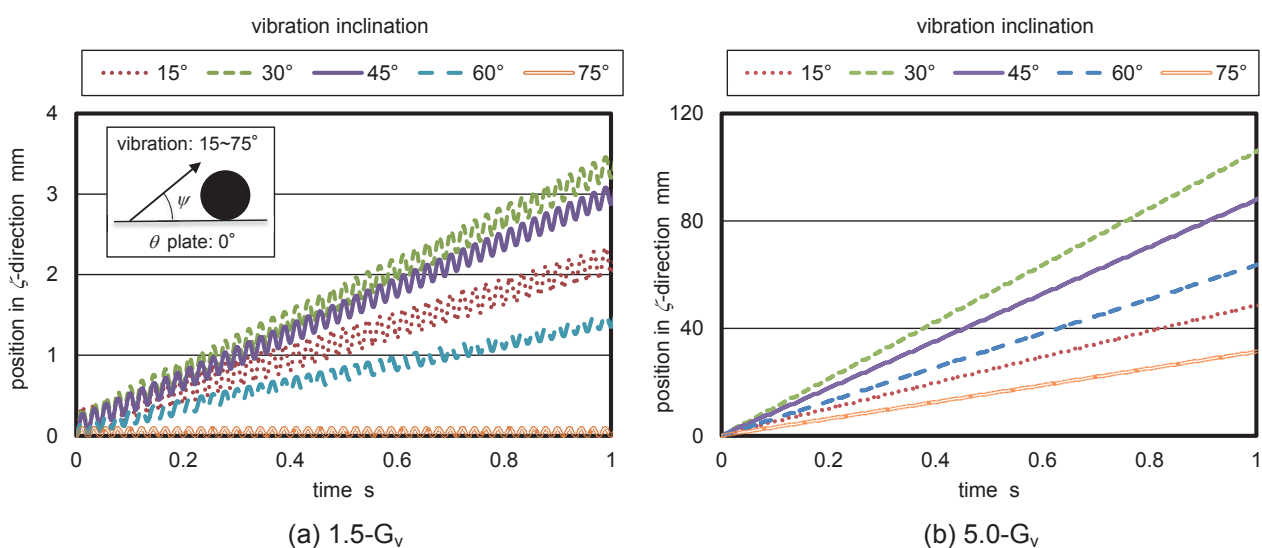 vibration inclination
15° 30° 45° 60° 75°
4
3
2
1
0
position in ζ-direction mm
vibration: 15~75°
ψ
θ plate: 0°
0 0.2 0.4 0.6 0.8 1
time s
(a) 1.5-Gv
vibration inclination
15° 30° 45° 60° 75°
120
80
40
0
position in ζ-direction mm
0 0.2 0.4 0.6 0.8 1
time s
(b) 5.0-Gv